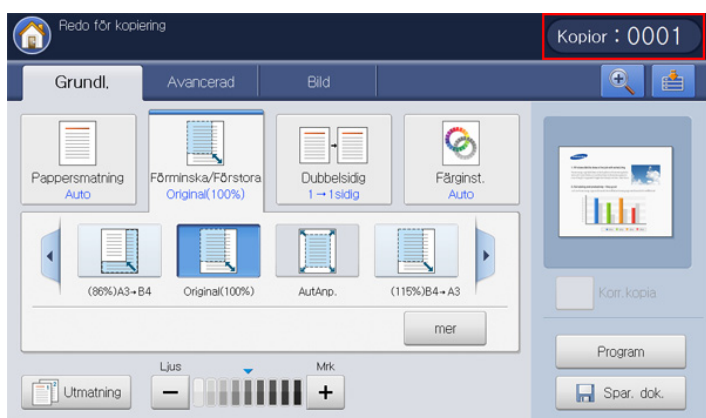 Redo för kopiering
Kopior : 0001
Grundl.
Avancerad
Bild
Pappersmatning
Auto
Förminska/Förstora
Original(100%)
Dubbelsidig
1 → 1 sidig
Färginst.
Auto
(86%)A3→B4
Original(100%)
AutAnp.
(115%)B4→A3
mer
Korr.kopia
Utmatning
Ljus
Mrk.
Program
Spar. dok.